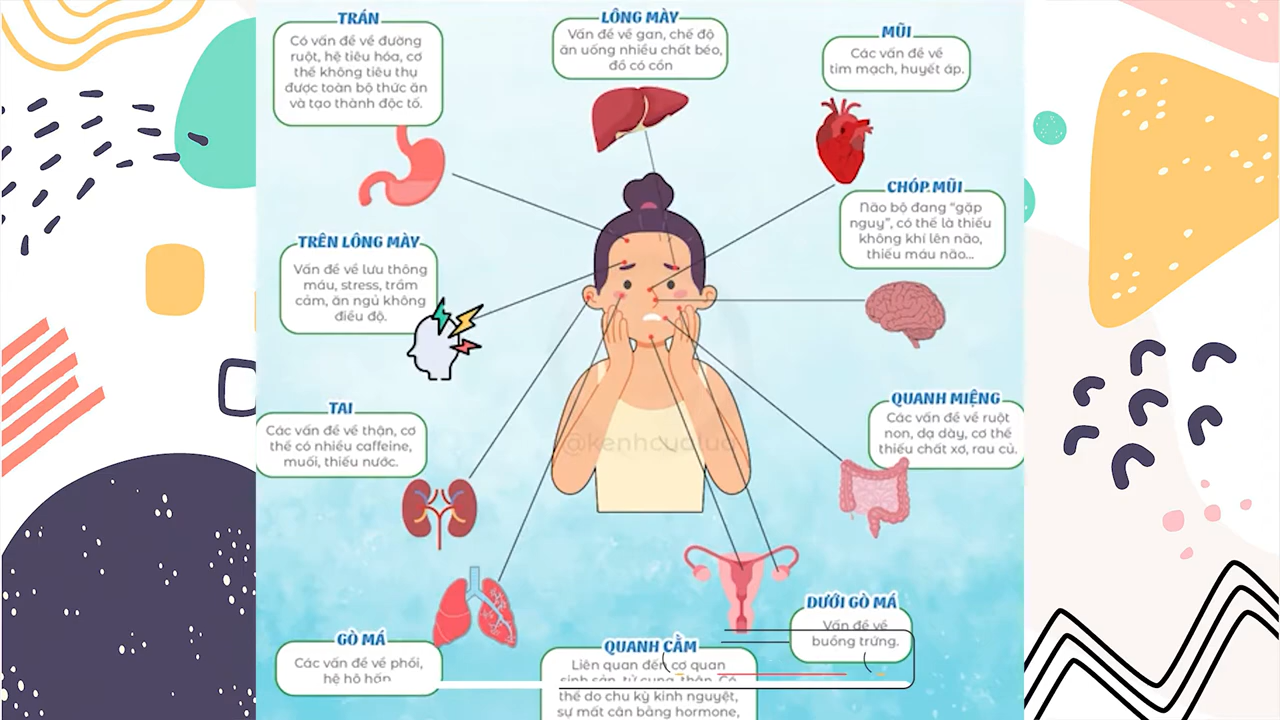 TRÁN
Có vấn đề về đường
ruột, hệ tiêu hóa, cơ
thể không tiêu thụ
được toàn bộ thức ăn
và tạo thành độc tố.
LÔNG MÀY
Vấn đề về gan, chế độ
ăn uống nhiều chất béo,
đồ có cồn
MŨI
Các vấn đề về
tim mạch, huyết áp.
CHÓP MŨI
Não bộ đang "gặp
nguy", có thể là thiếu
không khí lên não,
thiếu máu não...
TRÊN LÔNG MÀY
Vấn đề về lưu thông
máu, stress, trầm
cảm, ăn ngủ không
điều độ.
TAI
Các vấn đề về thận, cơ
thể có nhiều caffeine,
muối, thiếu nước.
QUANH MIỆNG
Các vấn đề về ruột
non, dạ dày, cơ thể
thiếu chất xơ, rau củ.
@kenhcualua
DƯỚI GÒ MÁ
Vấn đề về
buồng trứng.
GÒ MÁ
Các vấn đề về phổi,
hệ hô hấp
QUANH CẰM
Liên quan đến cơ quan
sinh sản, tử cung, thận. Có
thể do chu kỳ kinh nguyệt,
sự mất cân bằng hormone,